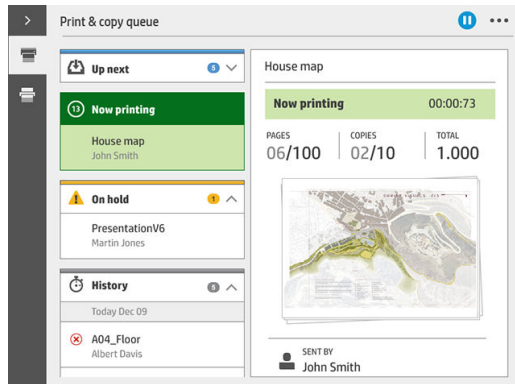 Print & copy queue
Up next
5
13
Now printing
House map
John Smith
On hold
1
PresentationV6
Martin Jones
History
5
Today Dec 09
A04_Floor
Albert Davis
House map
Now printing
00:00:73
PAGES
06/100
COPIES
02/10
TOTAL
1.000
SENT BY
John Smith